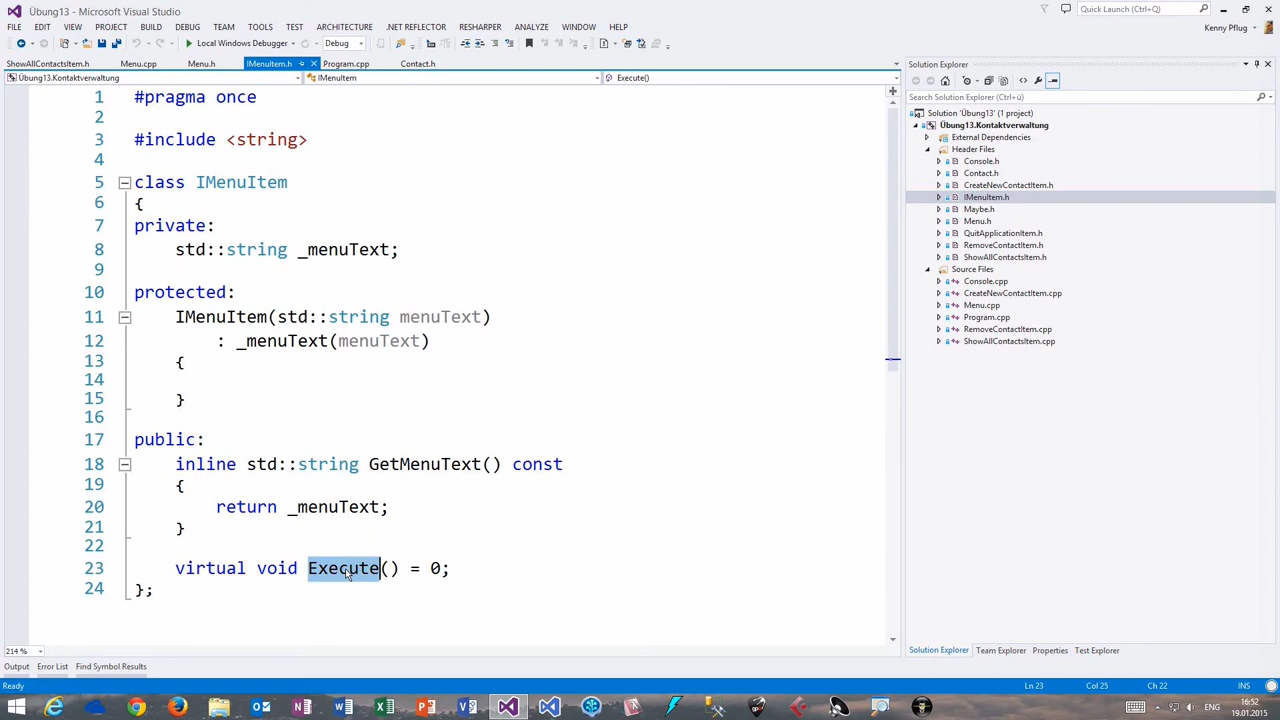 Übung13 - Microsoft Visual Studio
Quick Launch (Ctrl+Q)
FILE EDIT VIEW PROJECT BUILD DEBUG TEAM TOOLS TEST ARCHITECTURE .NET REFLECTOR RESHARPER ANALYZE WINDOW HELP
Kenny Pflug
Local Windows Debugger Debug
ShowAllContactsItem.h Menu.cpp Menu.h IMenuItem.h Program.cpp Contact.h
Übung13.Kontaktverwaltung IMenuItem Execute()
1 #pragma once
2
3 #include <string>
4
5 class IMenuItem
6 {
7 private:
8 std::string _menuText;
9
10 protected:
11 IMenuItem(std::string menuText)
12 : _menuText(menuText)
13 {
14
15 }
16
17 public:
18 inline std::string GetMenuText() const
19 {
20 return _menuText;
21 }
22
23 virtual void Execute() = 0;
24 };
214 %
Solution Explorer
Search Solution Explorer (Ctrl+ü)
Solution 'Übung13' (1 project)
Übung13.Kontaktverwaltung
External Dependencies
Header Files
Console.h
Contact.h
CreateNewContactItem.h
IMenuItem.h
Maybe.h
Menu.h
QuitApplicationItem.h
RemoveContactItem.h
ShowAllContactsItem.h
Source Files
Console.cpp
CreateNewContactItem.cpp
Menu.cpp
Program.cpp
RemoveContactItem.cpp
ShowAllContactsItem.cpp
Solution Explorer Team Explorer Properties Test Explorer
Output Error List Find Symbol Results
Ready Ln 23 Col 25 Ch 22 INS
ENG
16:52
19.01.2015